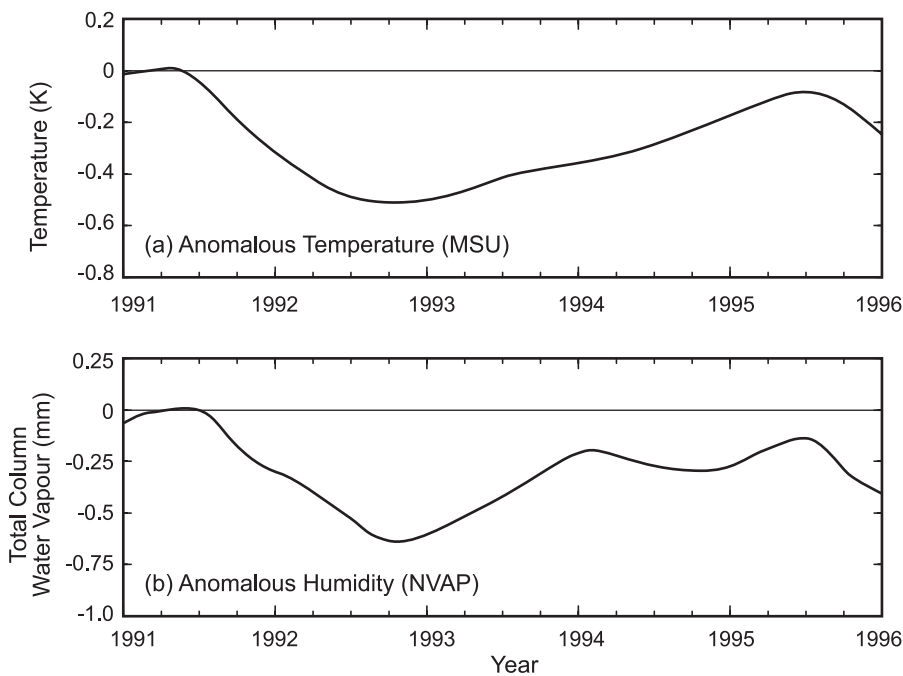 0.2
0
-0.2
-0.4
-0.6
-0.8
Temperature (K)
(a) Anomalous Temperature (MSU)
1991 1992 1993 1994 1995 1996
0.25
0
-0.25
-0.5
-0.75
-1.0
Total Column
Water Vapour (mm)
(b) Anomalous Humidity (NVAP)
1991 1992 1993 1994 1995 1996
Year